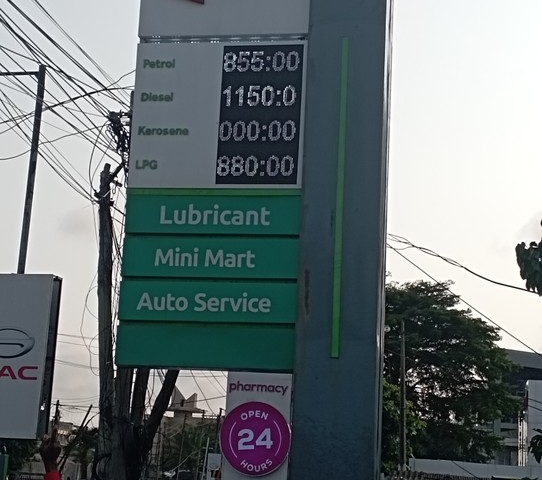 Petrol 855:00
Diesel 1150:0
Kerosene 000:00
LPG 880:00
Lubricant
Mini Mart
Auto Service
AC
pharmacy
OPEN
24
HOURS